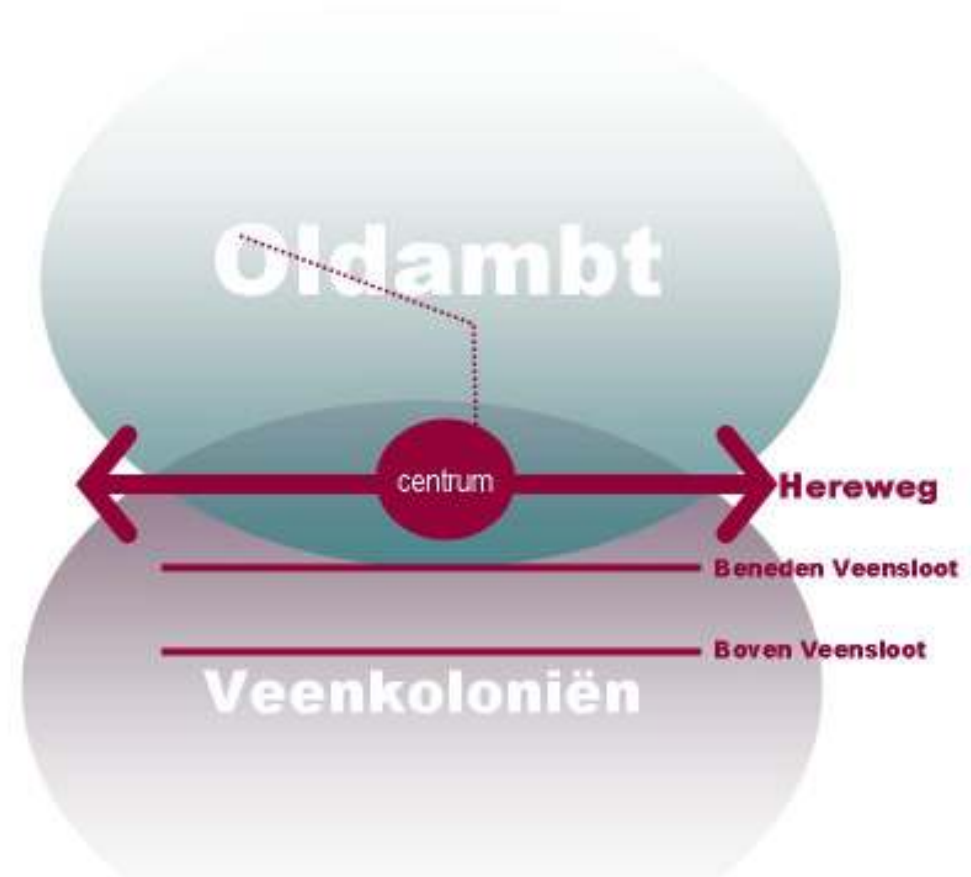 Oldambt
centrum
Hereweg
Beneden Veensloot
Boven Veensloot
Veenkoloniën